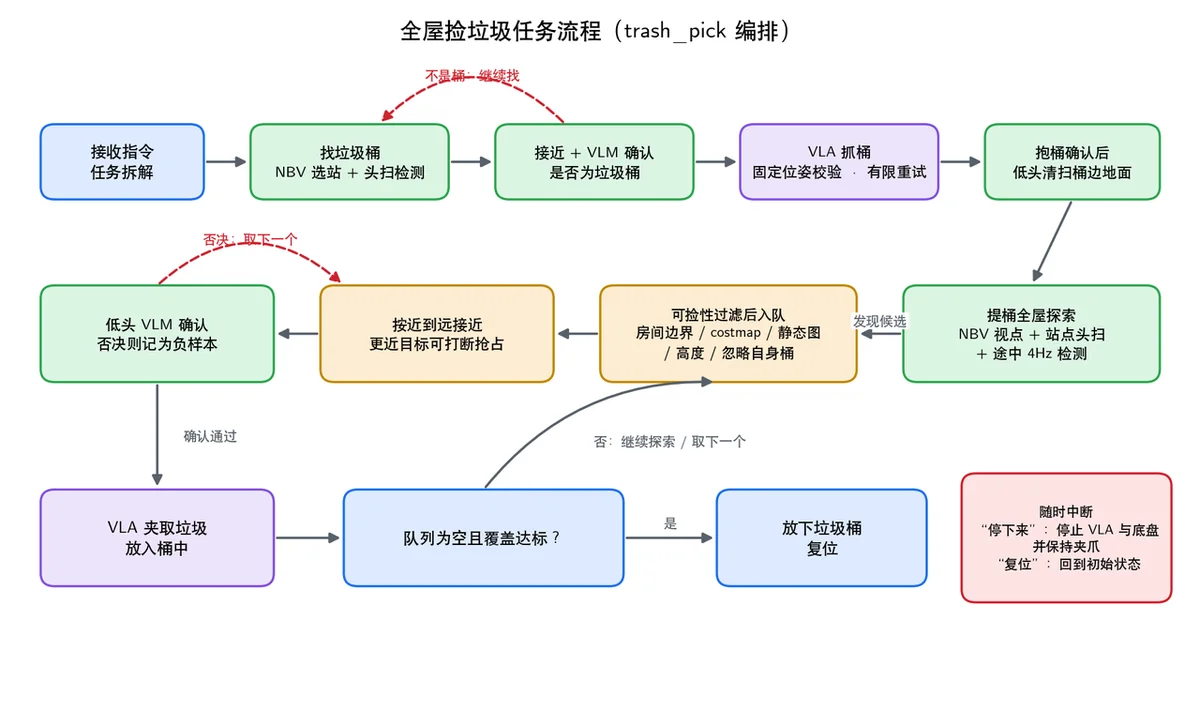 全屋捡垃圾任务流程（trash_pick 编排）
不是桶：继续找
接收指令
任务拆解
找垃圾桶
NBV 选站 + 头扫检测
接近 + VLM 确认
是否为垃圾桶
VLA 抓桶
固定位姿校验 · 有限重试
抱桶确认后
低头清扫桶边地面
否决：取下一个
低头 VLM 确认
否决则记为负样本
按近到远接近
更近目标可打断抢占
可捡性过滤后入队
房间边界 / costmap / 静态图
/ 高度 / 忽略自身桶
发现候选
提桶全屋探索
NBV 视点 + 站点头扫
+ 途中 4Hz 检测
确认通过
否：继续探索 / 取下一个
VLA 夹取垃圾
放入桶中
队列为空且覆盖达标？
是
放下垃圾桶
复位
随时中断
“停下来”：停止 VLA 与底盘
并保持夹爪
“复位”：回到初始状态